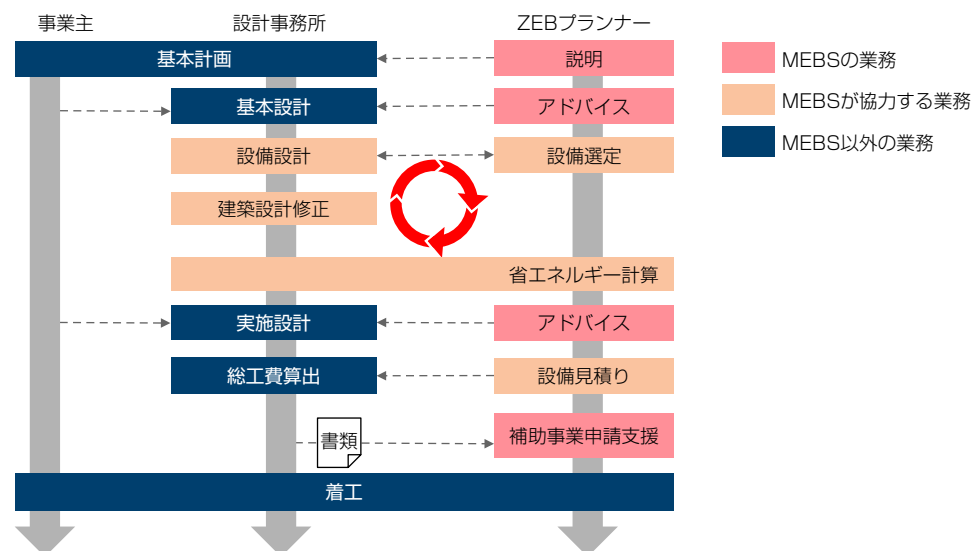 事業主
設計事務所
ZEBプランナー
基本計画
説明
基本設計
アドバイス
設備設計
設備選定
建築設計修正
省エネルギー計算
実施設計
アドバイス
総工費算出
設備見積り
書類
補助事業申請支援
着工
MEBSの業務
MEBSが協力する業務
MEBS以外の業務